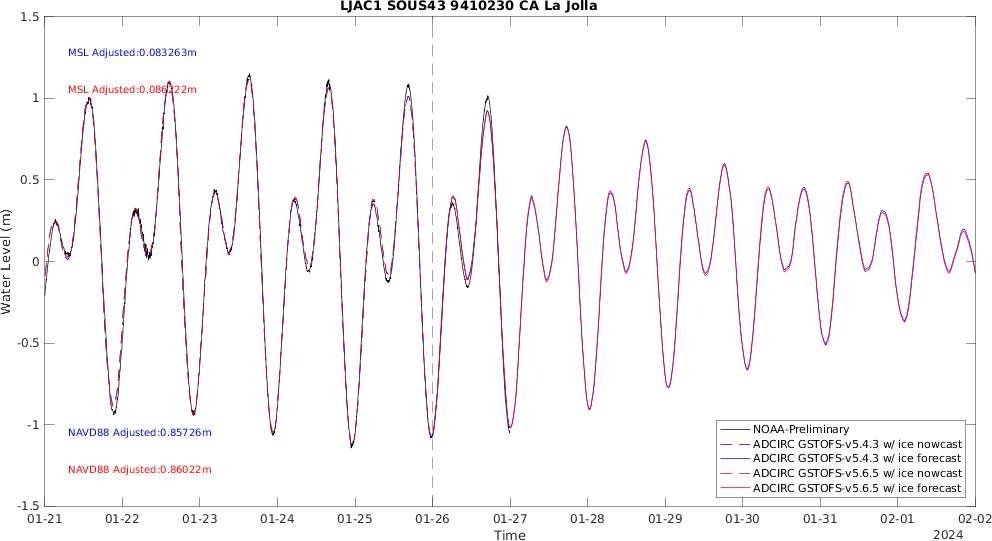 LJAC1 SOUS43 9410230 CA La Jolla
1.5
1
0.5
0
-0.5
-1
-1.5
Water Level (m)
MSL Adjusted:0.083263m
MSL Adjusted:0.086222m
NAVD88 Adjusted:0.85726m
NAVD88 Adjusted:0.86022m
NOAA-Preliminary
ADCIRC GSTOFS-v5.4.3 w/ ice nowcast
ADCIRC GSTOFS-v5.4.3 w/ ice forecast
ADCIRC GSTOFS-v5.6.5 w/ ice nowcast
ADCIRC GSTOFS-v5.6.5 w/ ice forecast
01-21 01-22 01-23 01-24 01-25 01-26 01-27 01-28 01-29 01-30 01-31 02-01 02-02
Time
2024